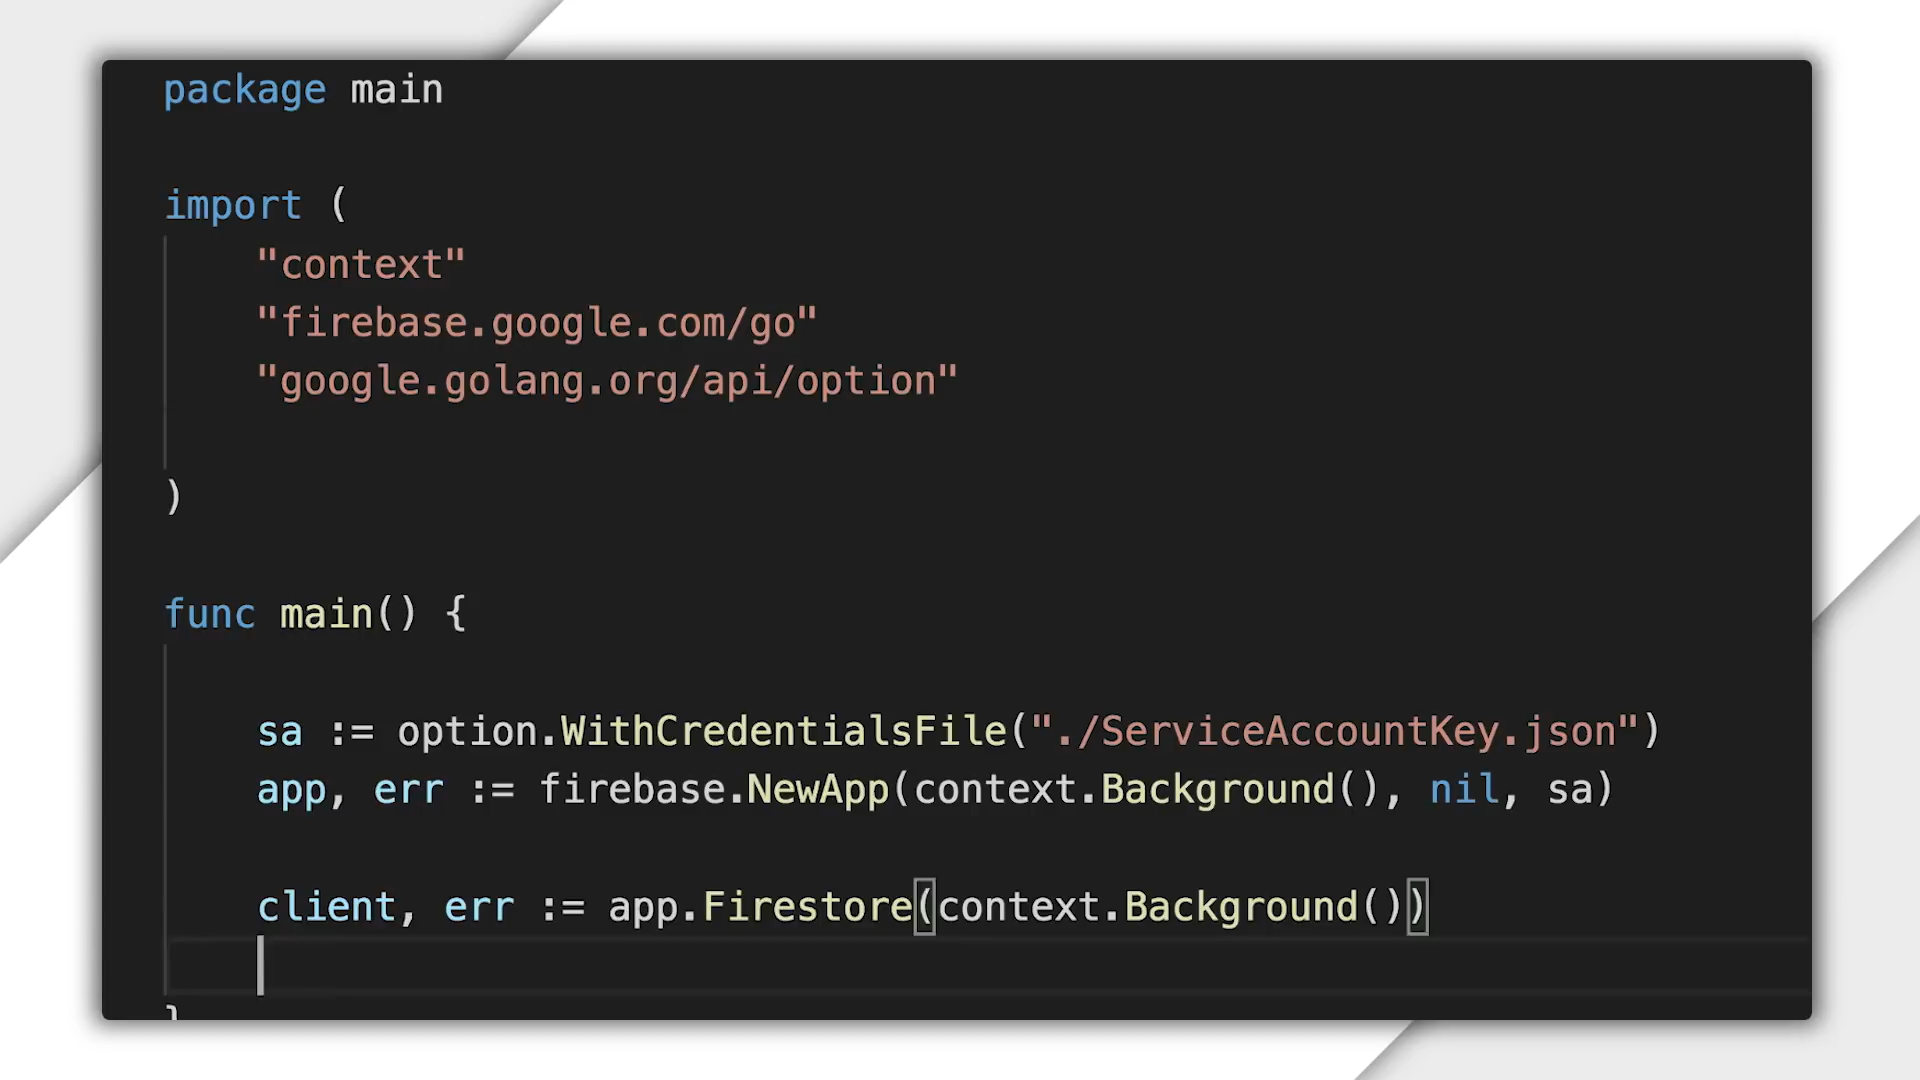 package main
import (
"context"
"firebase.google.com/go"
"google.golang.org/api/option"
)
func main() {
sa := option.WithCredentialsFile("./ServiceAccountKey.json")
app, err := firebase.NewApp(context.Background(), nil, sa)
client, err := app.Firestore(context.Background())
}